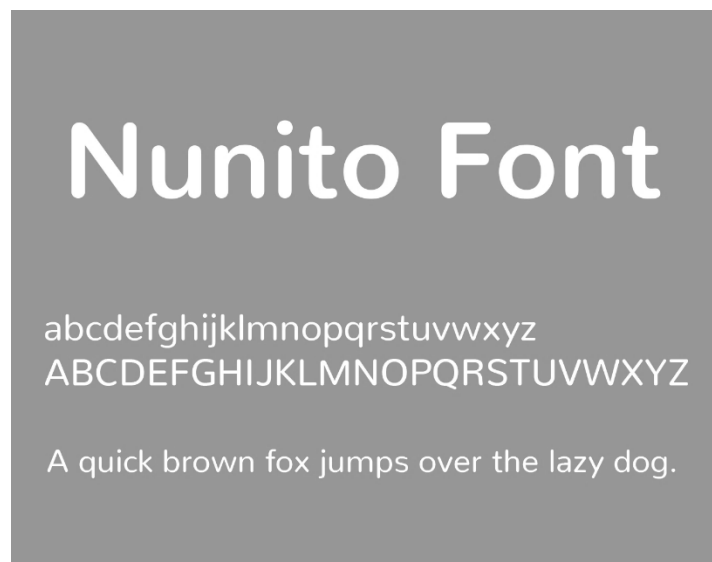 Nunito Font
abcdefghijklmnopqrstuvwxyz
ABCDEFGHIJKLMNOPQRSTUVWXYZ
A quick brown fox jumps over the lazy dog.